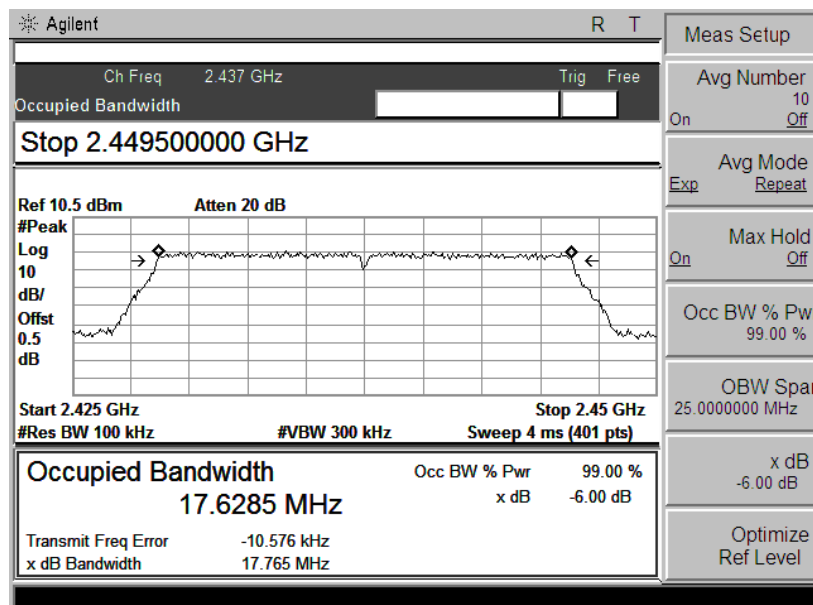 Agilent R T
Ch Freq 2.437 GHz Trig Free
Occupied Bandwidth
Stop 2.449500000 GHz
Ref 10.5 dBm Atten 20 dB
#Peak
Log
10
dB/
Offst
0.5
dB
Start 2.425 GHz Stop 2.45 GHz
#Res BW 100 kHz #VBW 300 kHz Sweep 4 ms (401 pts)
Occupied Bandwidth Occ BW % Pwr 99.00 %
17.6285 MHz x dB -6.00 dB
Transmit Freq Error -10.576 kHz
x dB Bandwidth 17.765 MHz
Meas Setup
Avg Number
10
On Off
Avg Mode
Exp Repeat
Max Hold
On Off
Occ BW % Pw
99.00 %
OBW Spa
25.0000000 MHz
x dB
-6.00 dB
Optimize
Ref Level